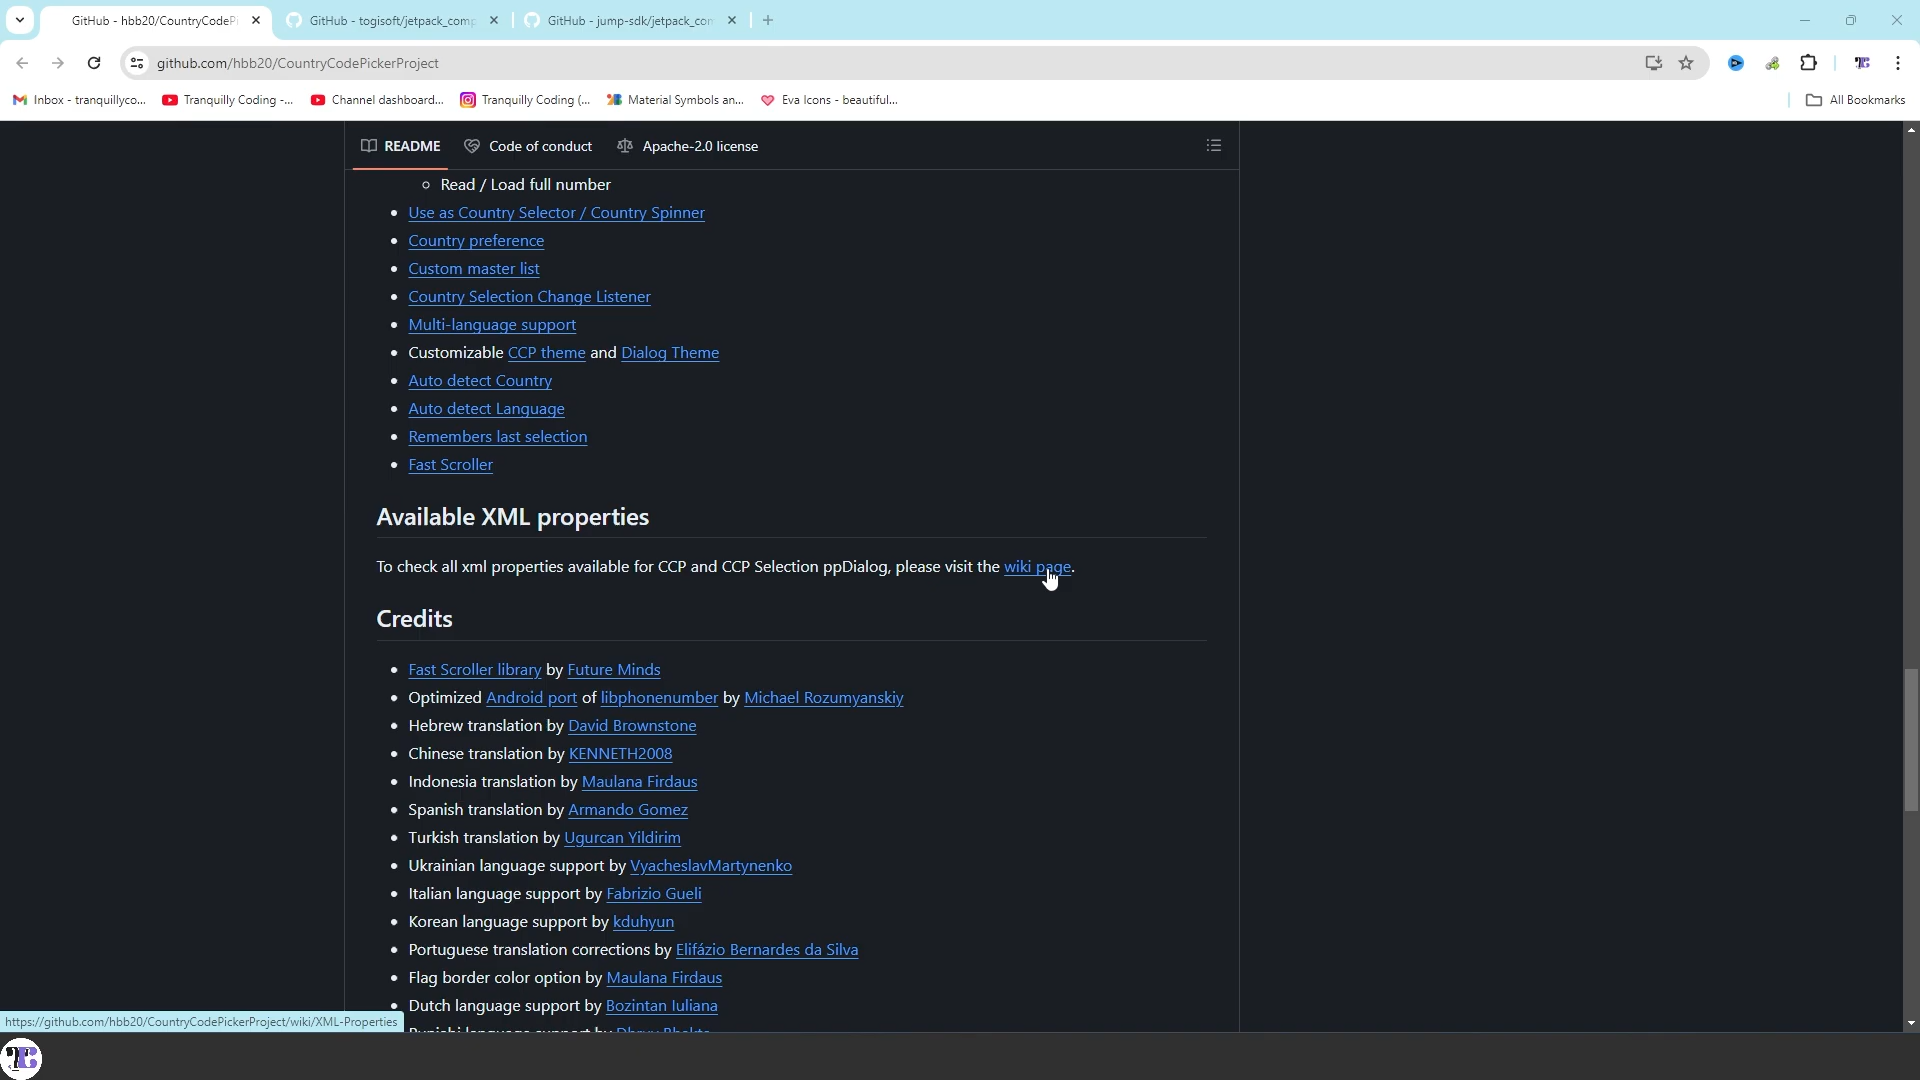 GitHub - hbb20/CountryCodePi
GitHub - togisoft/jetpack_comp
GitHub - jump-sdk/jetpack_con
github.com/hbb20/CountryCodePickerProject
Inbox - tranquillyco...
Tranquilly Coding -...
Channel dashboard...
Tranquilly Coding (...
Material Symbols an...
Eva Icons - beautiful...
All Bookmarks
README
Code of conduct
Apache-2.0 license
Read / Load full number
Use as Country Selector / Country Spinner
Country preference
Custom master list
Country Selection Change Listener
Multi-language support
Customizable CCP theme and Dialog Theme
Auto detect Country
Auto detect Language
Remembers last selection
Fast Scroller
Available XML properties
To check all xml properties available for CCP and CCP Selection ppDialog, please visit the wiki page.
Credits
Fast Scroller library by Future Minds
Optimized Android port of libphonenumber by Michael Rozumyanskiy
Hebrew translation by David Brownstone
Chinese translation by KENNETH2008
Indonesia translation by Maulana Firdaus
Spanish translation by Armando Gomez
Turkish translation by Ugurcan Yildirim
Ukrainian language support by VyacheslavMartynenko
Italian language support by Fabrizio Gueli
Korean language support by kduhyun
Portuguese translation corrections by Elifázio Bernardes da Silva
Flag border color option by Maulana Firdaus
Dutch language support by Bozintan Iuliana
https://github.com/hbb20/CountryCodePickerProject/wiki/XML-Properties
TC